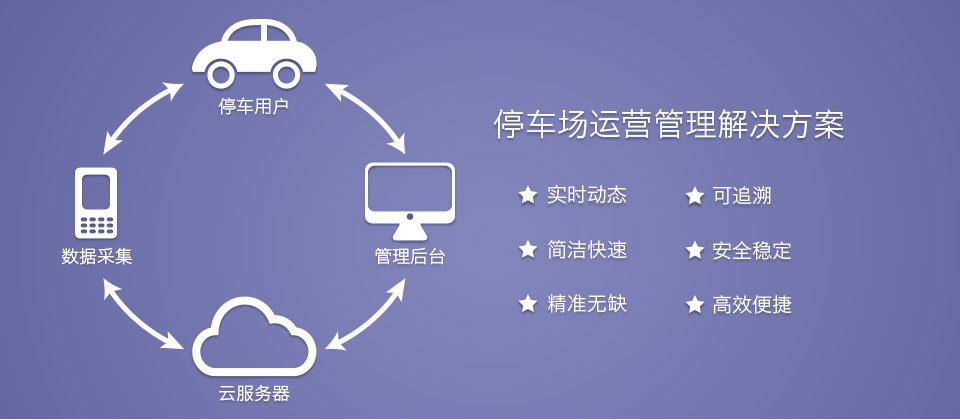 停车用户
数据采集
管理后台
云服务器
停车场运营管理解决方案
实时动态
可追溯
简洁快速
安全稳定
精准无缺
高效便捷